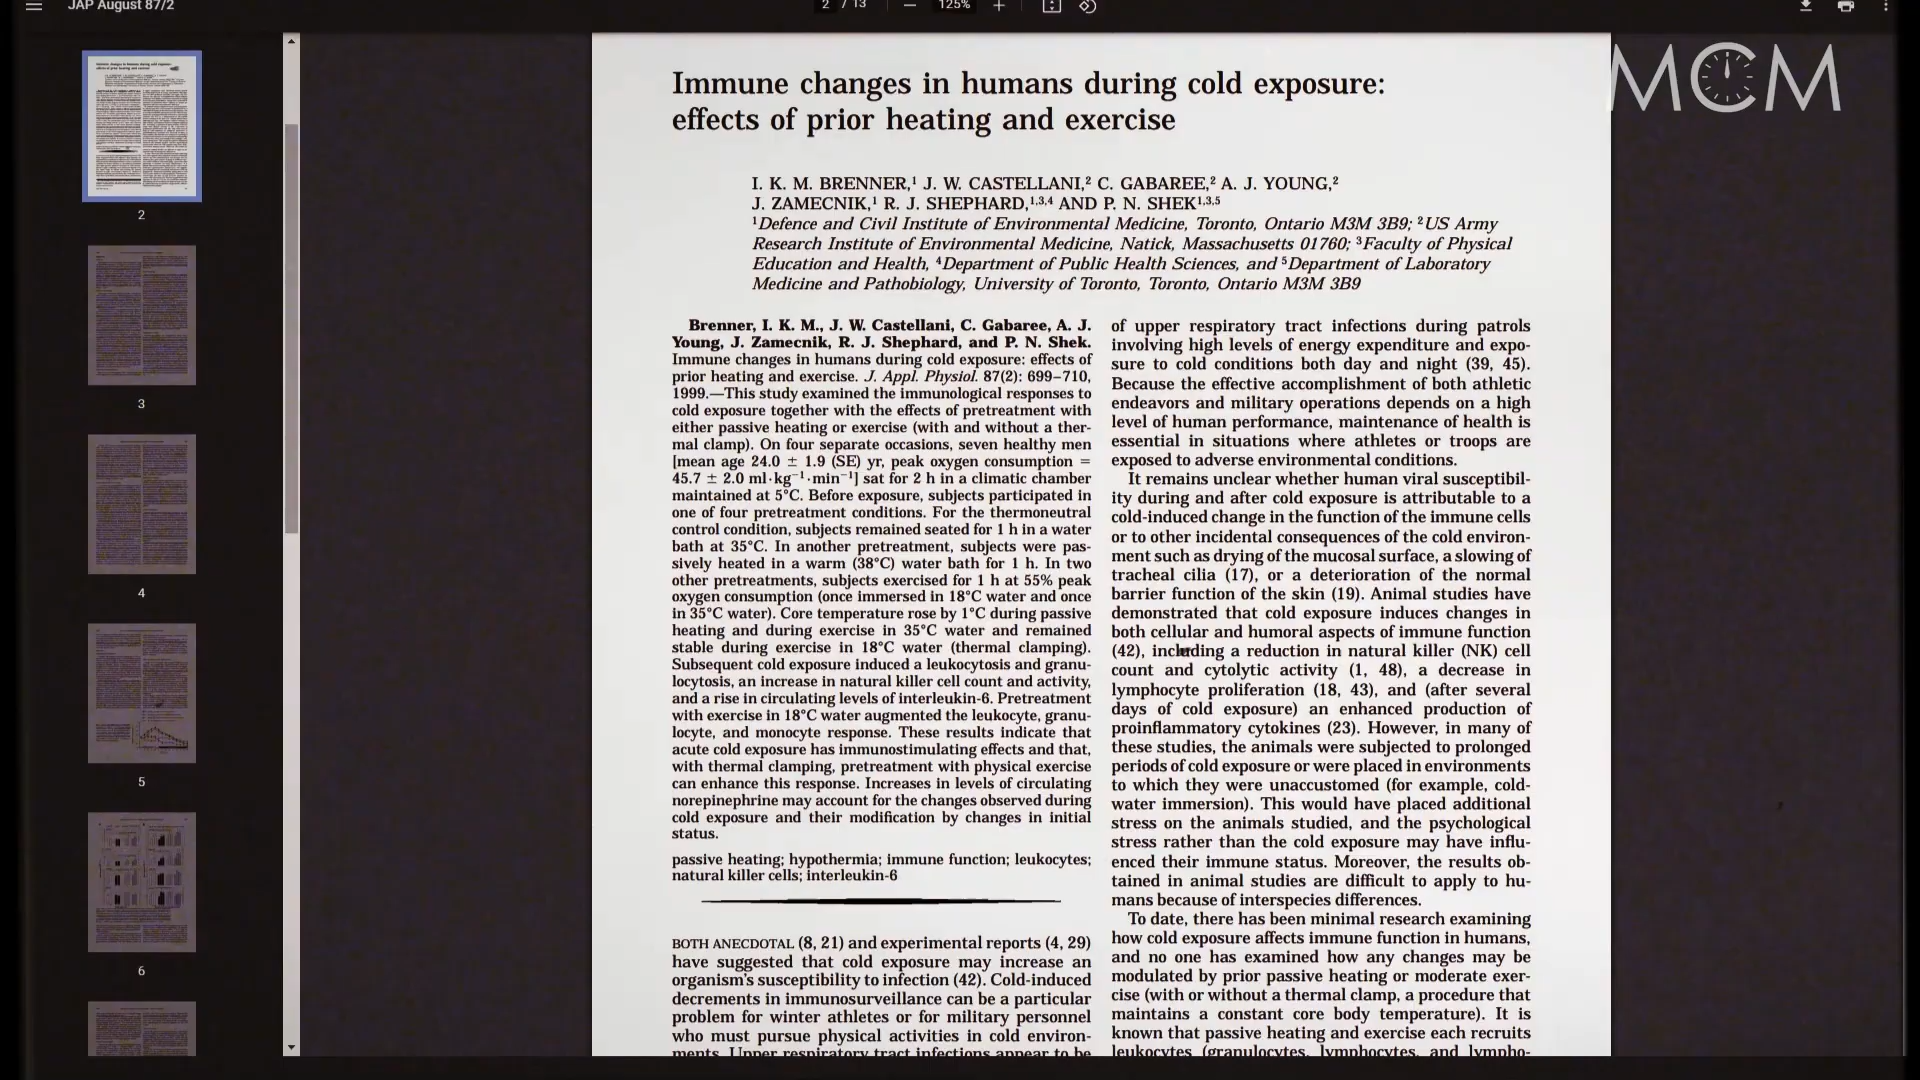 JAP August 87/2
2 / 13
125%
MCM
2
3
4
5
6
Immune changes in humans during cold exposure:
effects of prior heating and exercise
I. K. M. BRENNER,¹ J. W. CASTELLANI,² C. GABAREE,² A. J. YOUNG,²
J. ZAMECNIK,¹ R. J. SHEPHARD,¹,³,⁴ AND P. N. SHEK¹,³,⁵
¹Defence and Civil Institute of Environmental Medicine, Toronto, Ontario M3M 3B9; ²US Army
Research Institute of Environmental Medicine, Natick, Massachusetts 01760; ³Faculty of Physical
Education and Health, ⁴Department of Public Health Sciences, and ⁵Department of Laboratory
Medicine and Pathobiology, University of Toronto, Toronto, Ontario M3M 3B9
Brenner, I. K. M., J. W. Castellani, C. Gabaree, A. J.
Young, J. Zamecnik, R. J. Shephard, and P. N. Shek.
Immune changes in humans during cold exposure: effects of
prior heating and exercise. J. Appl. Physiol. 87(2): 699–710,
1999.—This study examined the immunological responses to
cold exposure together with the effects of pretreatment with
either passive heating or exercise (with and without a ther-
mal clamp). On four separate occasions, seven healthy men
[mean age 24.0 ± 1.9 (SE) yr, peak oxygen consumption =
45.7 ± 2.0 ml·kg⁻¹·min⁻¹] sat for 2 h in a climatic chamber
maintained at 5°C. Before exposure, subjects participated in
one of four pretreatment conditions. For the thermoneutral
control condition, subjects remained seated for 1 h in a water
bath at 35°C. In another pretreatment, subjects were pas-
sively heated in a warm (38°C) water bath for 1 h. In two
other pretreatments, subjects exercised for 1 h at 55% peak
oxygen consumption (once immersed in 18°C water and once
in 35°C water). Core temperature rose by 1°C during passive
heating and during exercise in 35°C water and remained
stable during exercise in 18°C water (thermal clamping).
Subsequent cold exposure induced a leukocytosis and granu-
locytosis, an increase in natural killer cell count and activity,
and a rise in circulating levels of interleukin-6. Pretreatment
with exercise in 18°C water augmented the leukocyte, granu-
locyte, and monocyte response. These results indicate that
acute cold exposure has immunostimulating effects and that,
with thermal clamping, pretreatment with physical exercise
can enhance this response. Increases in levels of circulating
norepinephrine may account for the changes observed during
cold exposure and their modification by changes in initial
status.
passive heating; hypothermia; immune function; leukocytes;
natural killer cells; interleukin-6
BOTH ANECDOTAL (8, 21) and experimental reports (4, 29)
have suggested that cold exposure may increase an
organism's susceptibility to infection (42). Cold-induced
decrements in immunosurveillance can be a particular
problem for winter athletes or for military personnel
who must pursue physical activities in cold environ-
ments. Upper respiratory tract infections appear to be
of upper respiratory tract infections during patrols
involving high levels of energy expenditure and expo-
sure to cold conditions both day and night (39, 45).
Because the effective accomplishment of both athletic
endeavors and military operations depends on a high
level of human performance, maintenance of health is
essential in situations where athletes or troops are
exposed to adverse environmental conditions.
It remains unclear whether human viral susceptibil-
ity during and after cold exposure is attributable to a
cold-induced change in the function of the immune cells
or to other incidental consequences of the cold environ-
ment such as drying of the mucosal surface, a slowing of
tracheal cilia (17), or a deterioration of the normal
barrier function of the skin (19). Animal studies have
demonstrated that cold exposure induces changes in
both cellular and humoral aspects of immune function
(42), including a reduction in natural killer (NK) cell
count and cytolytic activity (1, 48), a decrease in
lymphocyte proliferation (18, 43), and (after several
days of cold exposure) an enhanced production of
proinflammatory cytokines (23). However, in many of
these studies, the animals were subjected to prolonged
periods of cold exposure or were placed in environments
to which they were unaccustomed (for example, cold-
water immersion). This would have placed additional
stress on the animals studied, and the psychological
stress rather than the cold exposure may have influ-
enced their immune status. Moreover, the results ob-
tained in animal studies are difficult to apply to hu-
mans because of interspecies differences.
To date, there has been minimal research examining
how cold exposure affects immune function in humans,
and no one has examined how any changes may be
modulated by prior passive heating or moderate exer-
cise (with or without a thermal clamp, a procedure that
maintains a constant core body temperature). It is
known that passive heating and exercise each recruits
leukocytes (granulocytes, lymphocytes, and lympho-